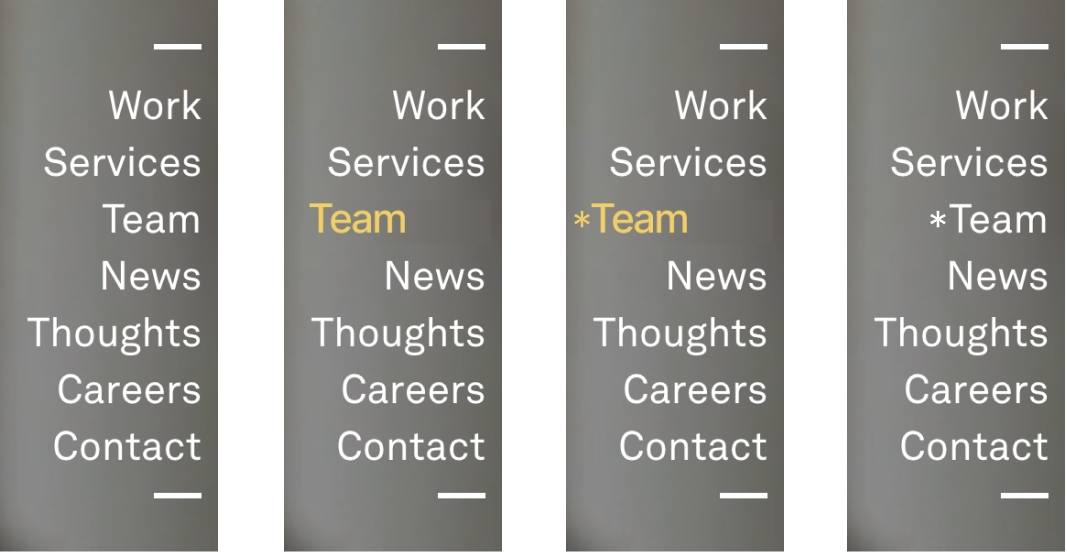 Work
Services
Team
News
Thoughts
Careers
Contact
Work
Services
Team
News
Thoughts
Careers
Contact
Work
Services
*Team
News
Thoughts
Careers
Contact
Work
Services
*Team
News
Thoughts
Careers
Contact